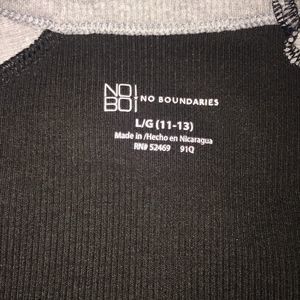 NO
BO
NO BOUNDARIES
L/G (11-13)
Made in /Hecho en Nicaragua
RN# 52469 91Q